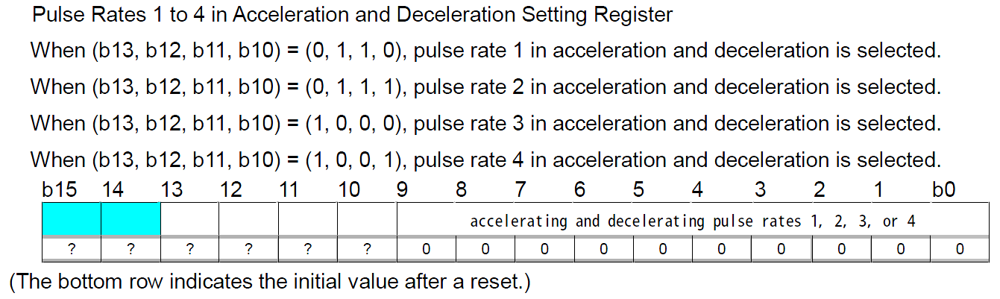 Pulse Rates 1 to 4 in Acceleration and Deceleration Setting Register
When (b13, b12, b11, b10) = (0, 1, 1, 0), pulse rate 1 in acceleration and deceleration is selected.
When (b13, b12, b11, b10) = (0, 1, 1, 1), pulse rate 2 in acceleration and deceleration is selected.
When (b13, b12, b11, b10) = (1, 0, 0, 0), pulse rate 3 in acceleration and deceleration is selected.
When (b13, b12, b11, b10) = (1, 0, 0, 1), pulse rate 4 in acceleration and deceleration is selected.
b15 14 13 12 11 10 9 8 7 6 5 4 3 2 1 b0
accelerating and decelerating pulse rates 1, 2, 3, or 4
? ? ? ? ? ? 0 0 0 0 0 0 0 0 0 0
(The bottom row indicates the initial value after a reset.)